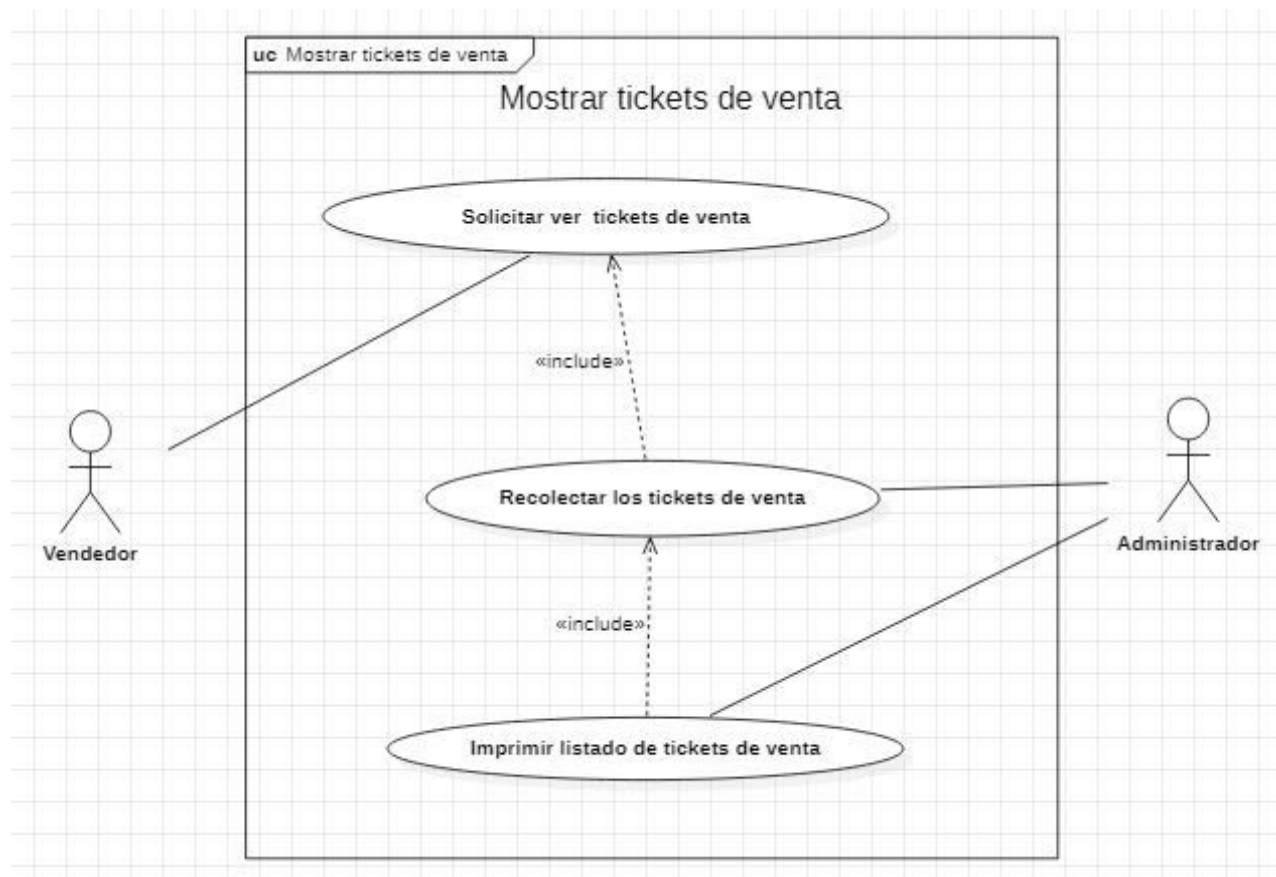 uc Mostrar tickets de venta
Mostrar tickets de venta
Solicitar ver tickets de venta
«include»
Recolectar los tickets de venta
Vendedor
Administrador
«include»
Imprimir listado de tickets de venta